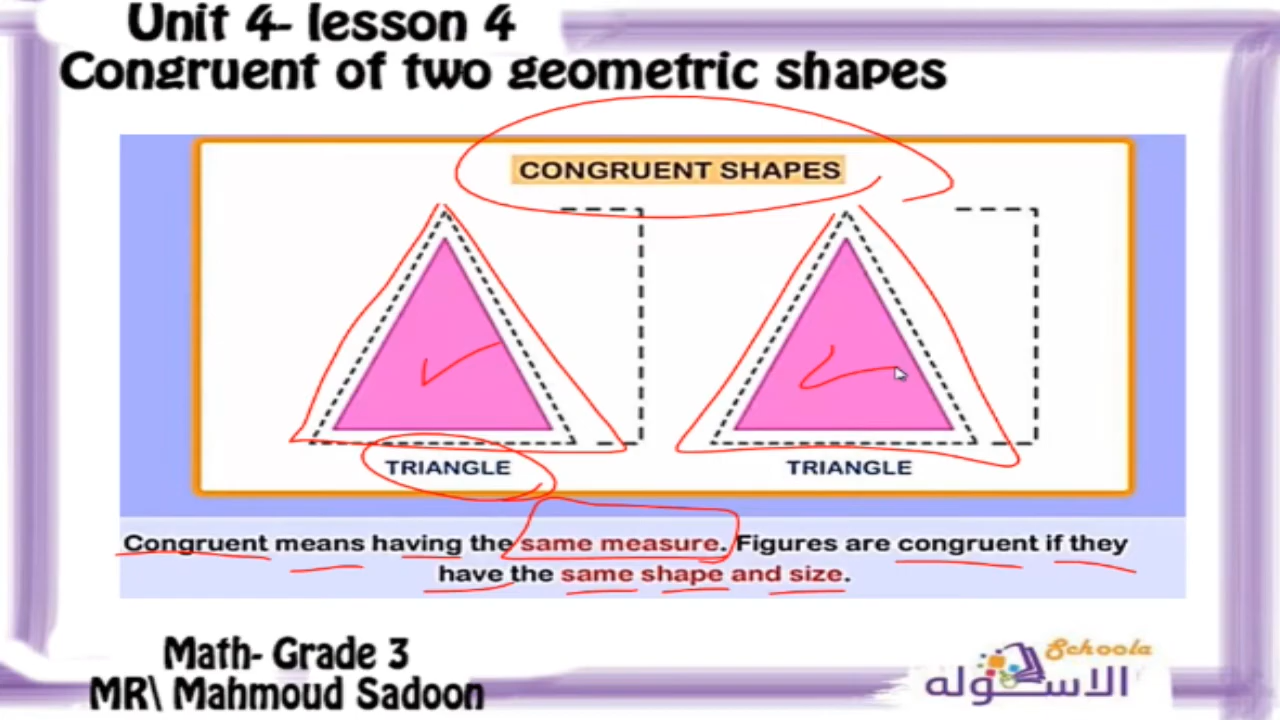 Unit 4- lesson 4
Congruent of two geometric shapes
CONGRUENT SHAPES
TRIANGLE
TRIANGLE
Congruent means having the same measure. Figures are congruent if they
have the same shape and size.
Math- Grade 3
MR\ Mahmoud Sadoon
Schoola
الاسكوله